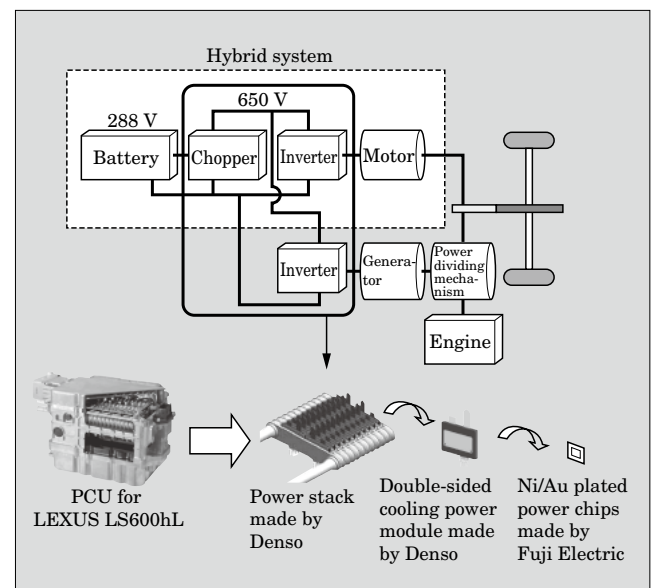 Hybrid system
650 V
288 V
Battery
Chopper
Inverter
Motor
Inverter
Genera-
tor
Power
dividing
mecha-
nism
Engine
PCU for
LEXUS LS600hL
Power stack
made by
Denso
Double-sided
cooling power
module made
by Denso
Ni/Au plated
power chips
made by
Fuji Electric